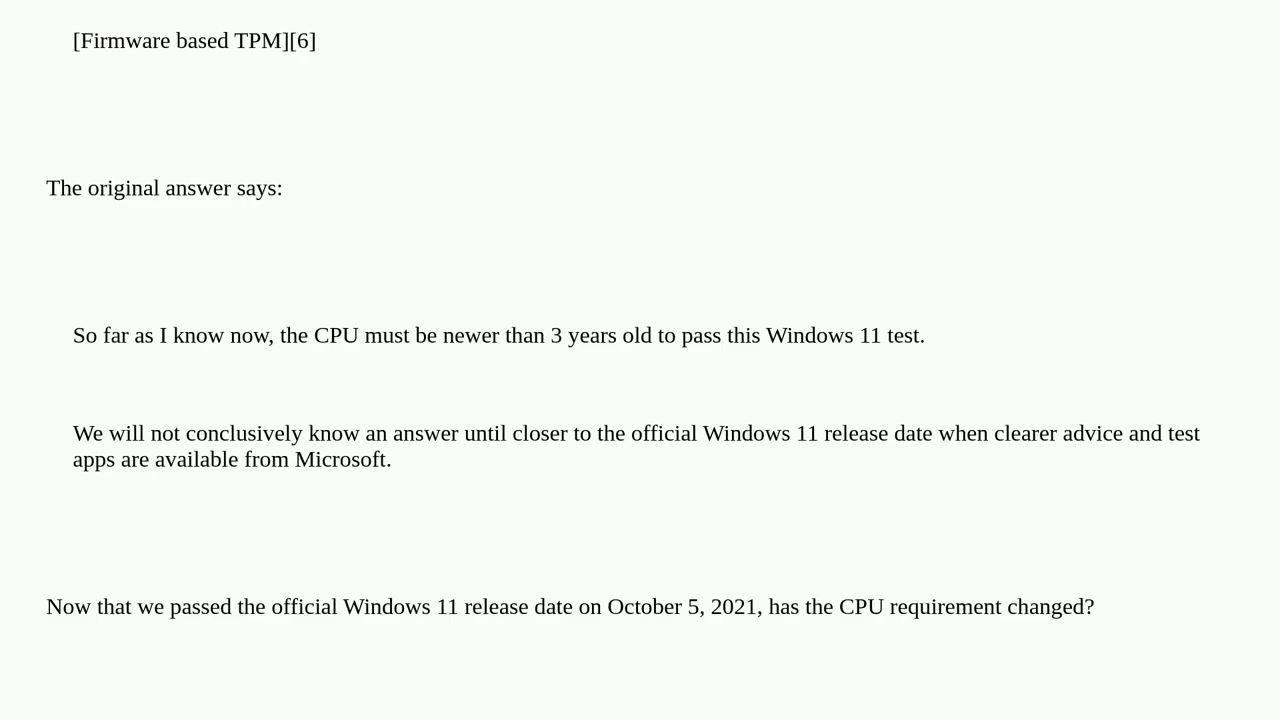 [Firmware based TPM][6]
The original answer says:
So far as I know now, the CPU must be newer than 3 years old to pass this Windows 11 test.
We will not conclusively know an answer until closer to the official Windows 11 release date when clearer advice and test
apps are available from Microsoft.
Now that we passed the official Windows 11 release date on October 5, 2021, has the CPU requirement changed?